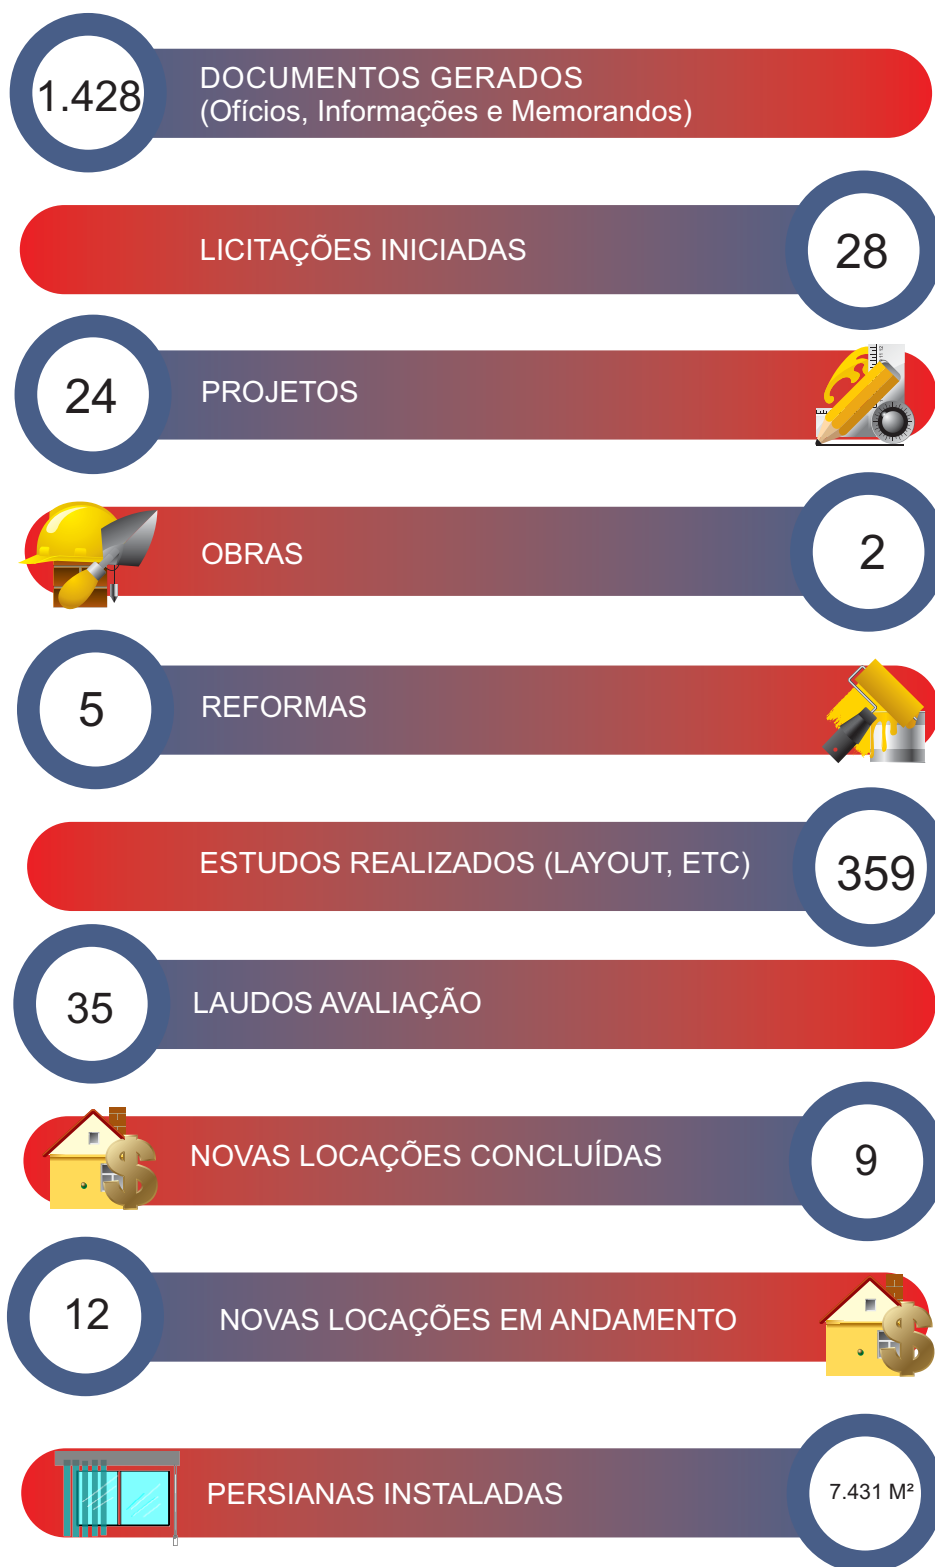 1.428
DOCUMENTOS GERADOS
(Ofícios, Informações e Memorandos)
LICITAÇÕES INICIADAS
28
24
PROJETOS
OBRAS
2
5
REFORMAS
ESTUDOS REALIZADOS (LAYOUT, ETC)
359
35
LAUDOS AVALIAÇÃO
NOVAS LOCAÇÕES CONCLUÍDAS
9
12
NOVAS LOCAÇÕES EM ANDAMENTO
PERSIANAS INSTALADAS
7.431 M²